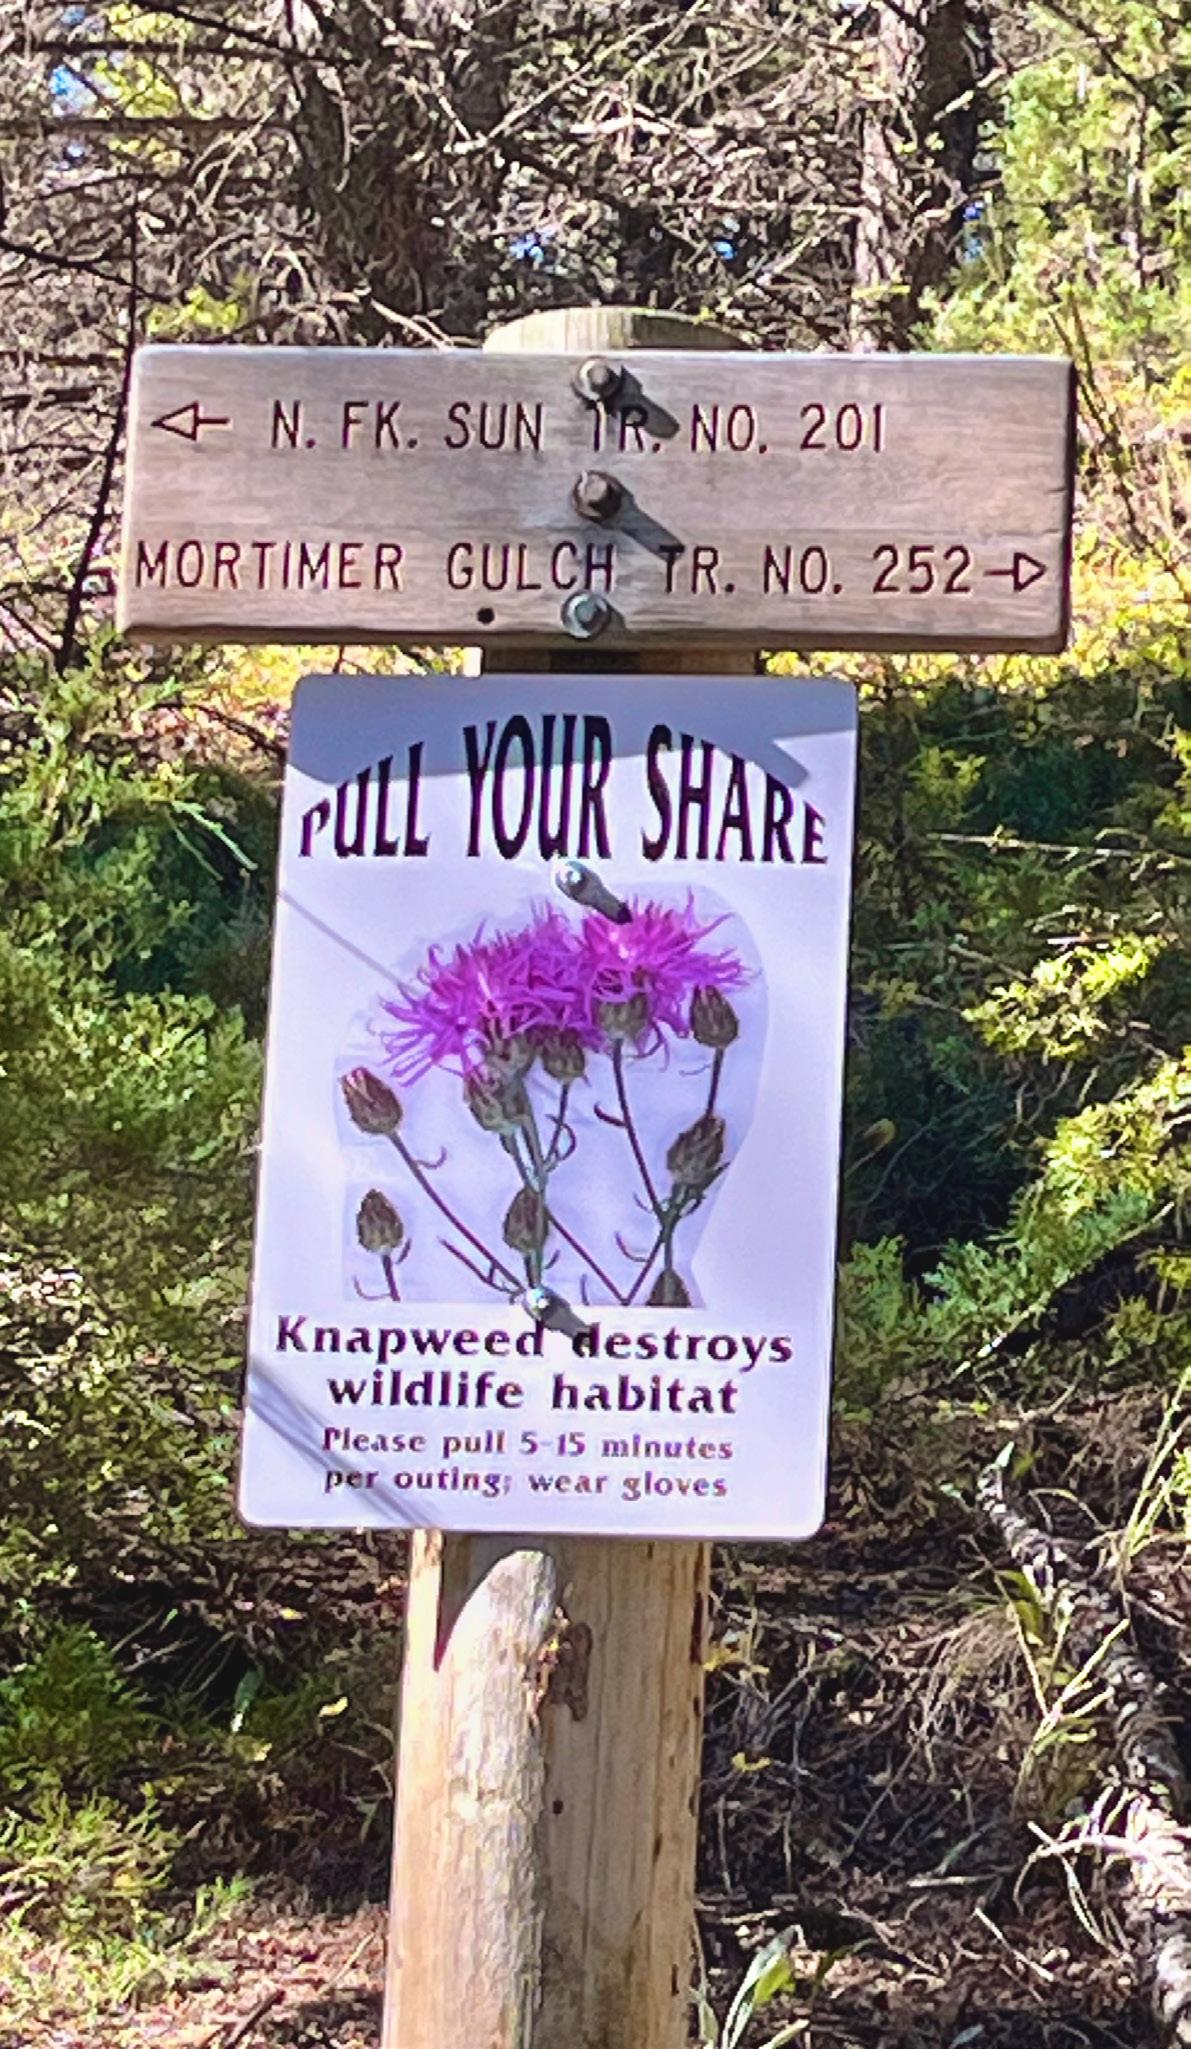 N. FK. SUN TR. NO. 201
MORTIMER GULCH TR. NO. 252
PULL YOUR SHARE
Knapweed destroys
wildlife habitat
Please pull 5-15 minutes
per outing; wear gloves